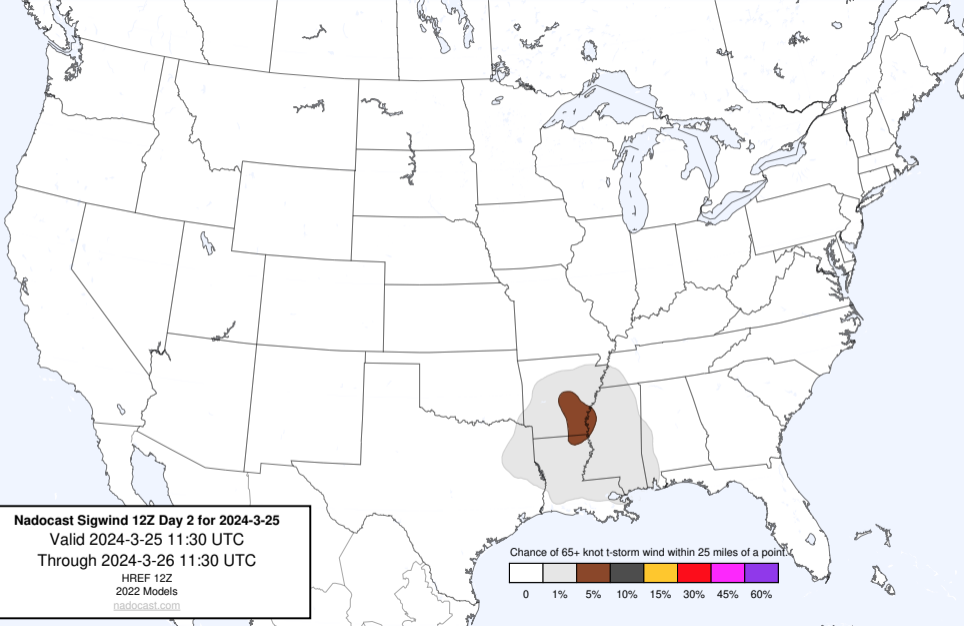 Nadocast Sigwind 12Z Day 2 for 2024-3-25
Valid 2024-3-25 11:30 UTC
Through 2024-3-26 11:30 UTC
HREF 12Z
2022 Models
nadocast.com
Chance of 65+ knot t-storm wind within 25 miles of a point.
0 1% 5% 10% 15% 30% 45% 60%